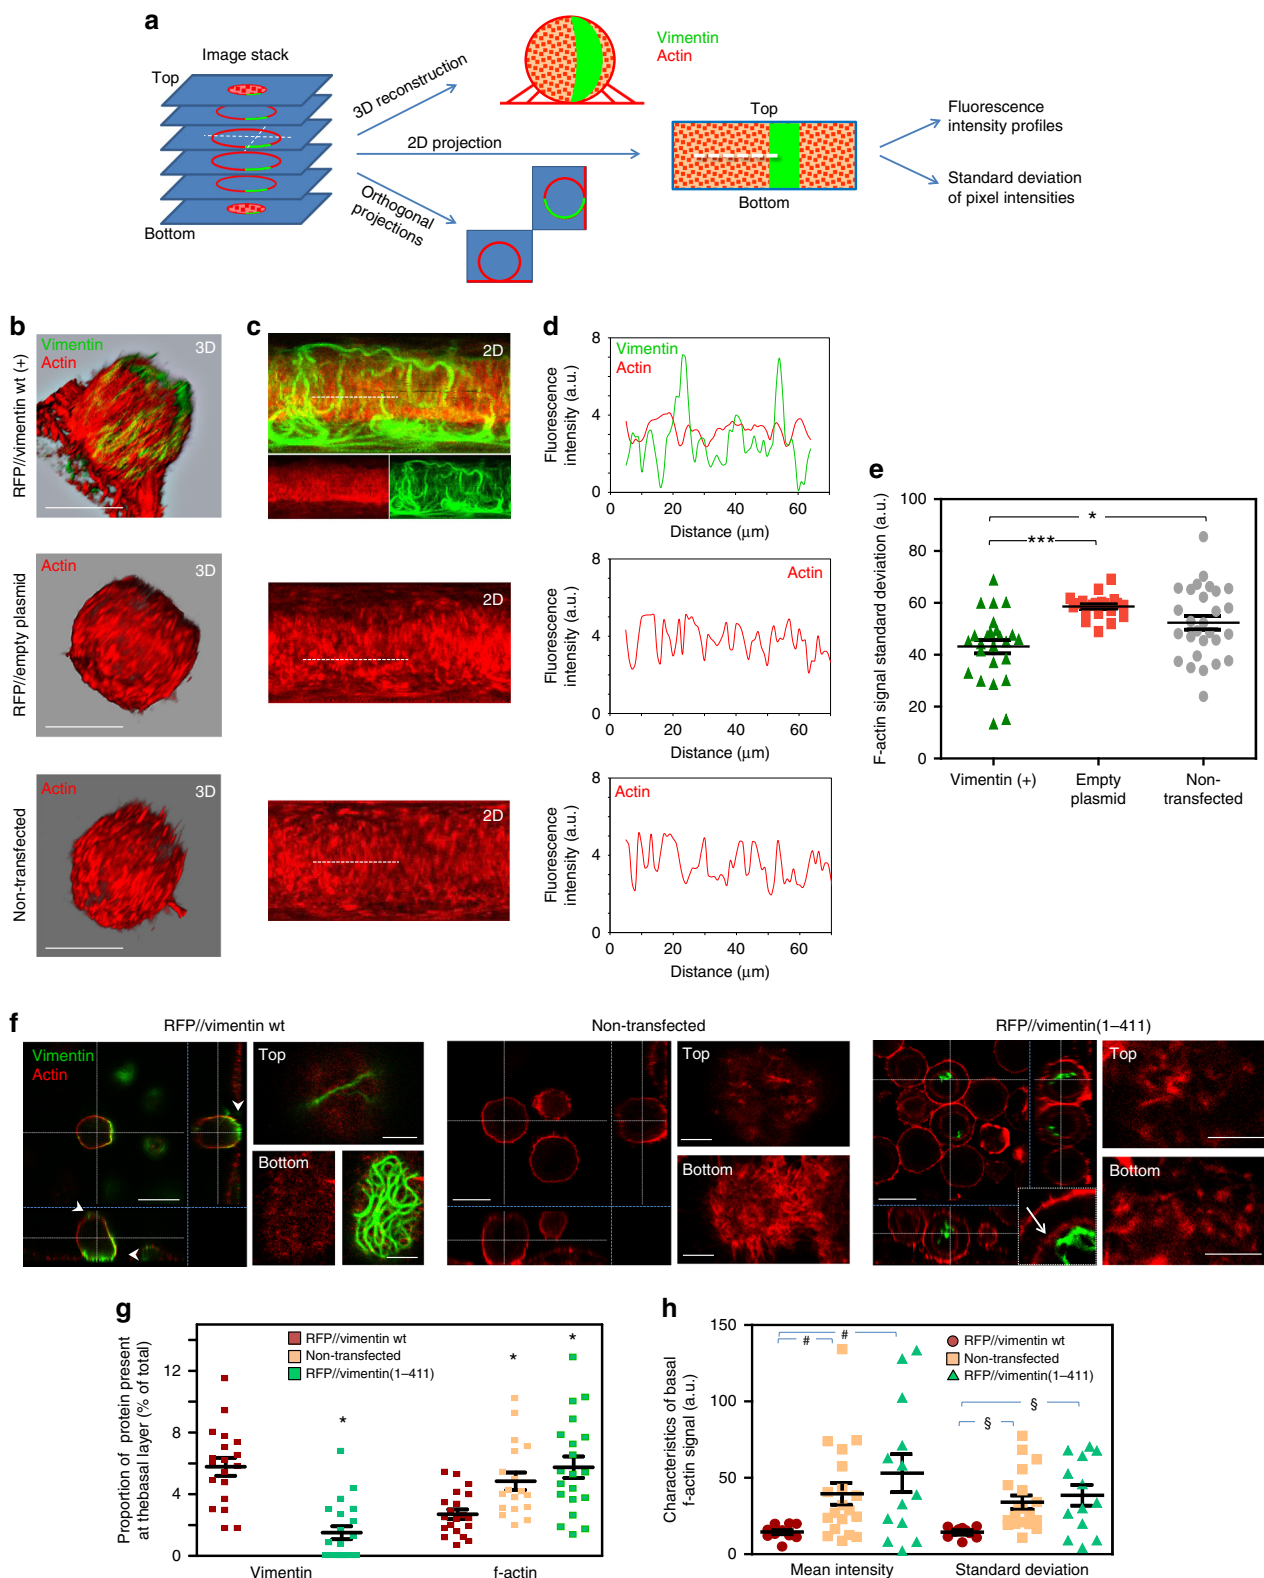 a
Image stack
Top
Bottom
3D reconstruction
2D projection
Orthogonal
projections
Vimentin
Actin
Top
Bottom
Fluorescence
intensity profiles
Standard deviation
of pixel intensities
b
RFP//vimentin wt (+)
Vimentin
Actin
3D
RFP//empty plasmid
Actin
3D
Non-transfected
Actin
3D
c
2D
2D
2D
d
Fluorescence
intensity (a.u.)
8
4
0
Vimentin
Actin
0 20 40 60
Distance (μm)
Fluorescence
intensity (a.u.)
8
4
0
Actin
0 20 40 60
Distance (μm)
Fluorescence
intensity (a.u.)
8
4
0
Actin
0 20 40 60
Distance (μm)
e
F-actin signal standard deviation (a.u.)
100
80
60
40
20
0
*
***
Vimentin (+)
Empty
plasmid
Non-
transfected
f
RFP//vimentin wt
Vimentin
Actin
Top
Bottom
Non-transfected
Top
Bottom
RFP//vimentin(1–411)
Top
Bottom
g
Proportion of protein present
at thebasal layer (% of total)
12
8
4
0
RFP//vimentin wt
Non-transfected
RFP//vimentin(1–411)
*
*
*
Vimentin
f-actin
h
Characteristics of basal
f-actin signal (a.u.)
150
100
50
0
#
#
RFP//vimentin wt
Non-transfected
RFP//vimentin(1–411)
§
§
Mean intensity
Standard deviation